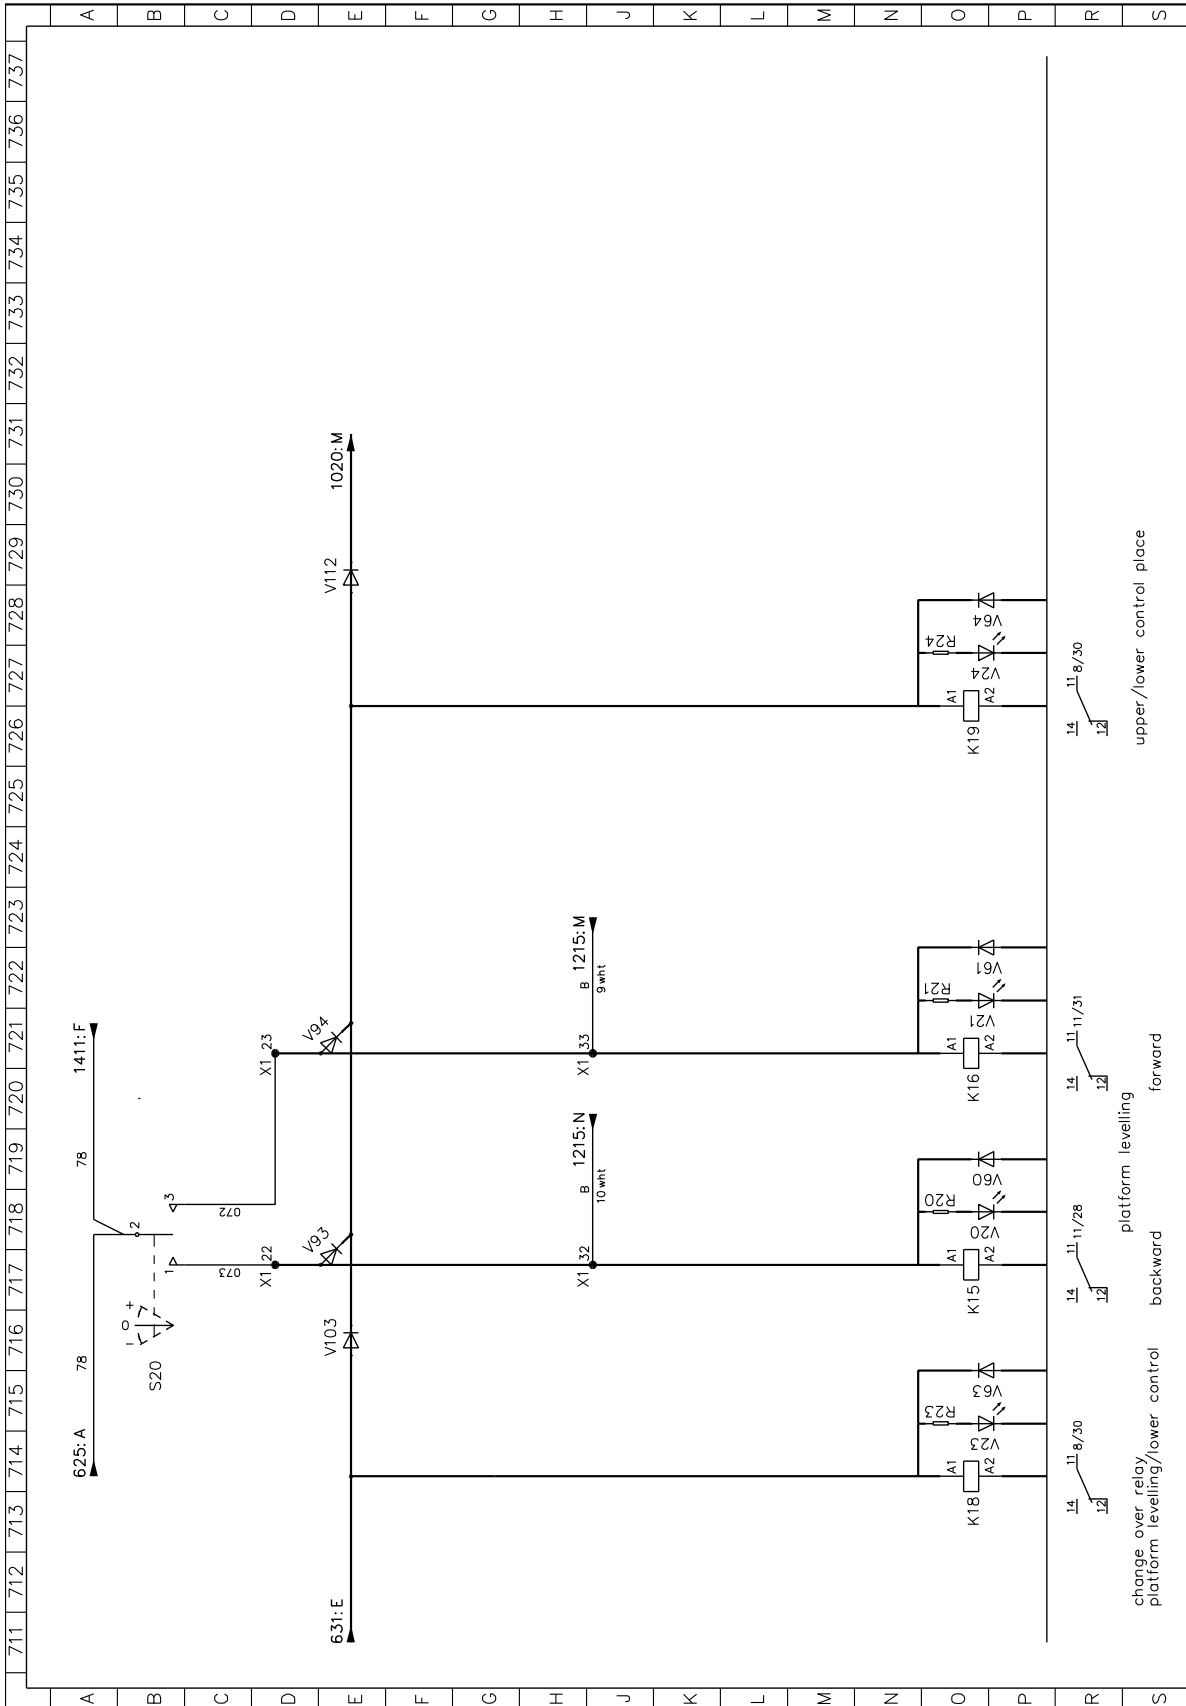 711 712 713 714 715 716 717 718 719 720 721 722 723 724 725 726 727 728 729 730 731 732 733 734 735 736 737
A
B
C
D
E
F
G
H
J
K
L
M
N
O
P
R
S
A
B
C
D
E
F
G
H
J
K
L
M
N
O
P
R
S
625:A
78
78
1411:F
S20
- 0 +
1
2
3
073
072
X1 22
X1 23
631:E
V103
V93
V94
V112
1020:M
X1 32
B 1215:N
10 wht
X1 33
B 1215:M
9 wht
K18
A1
A2
R23
V23
V63
K15
A1
A2
R20
V20
V60
K16
A1
A2
R21
V21
V61
K19
A1
A2
R24
V24
V64
14
12
11 8/30
14
12
11 11/28
14
12
11 11/31
14
12
11 8/30
change over relay
platform levelling/lower control
platform levelling
backward
forward
upper/lower control place